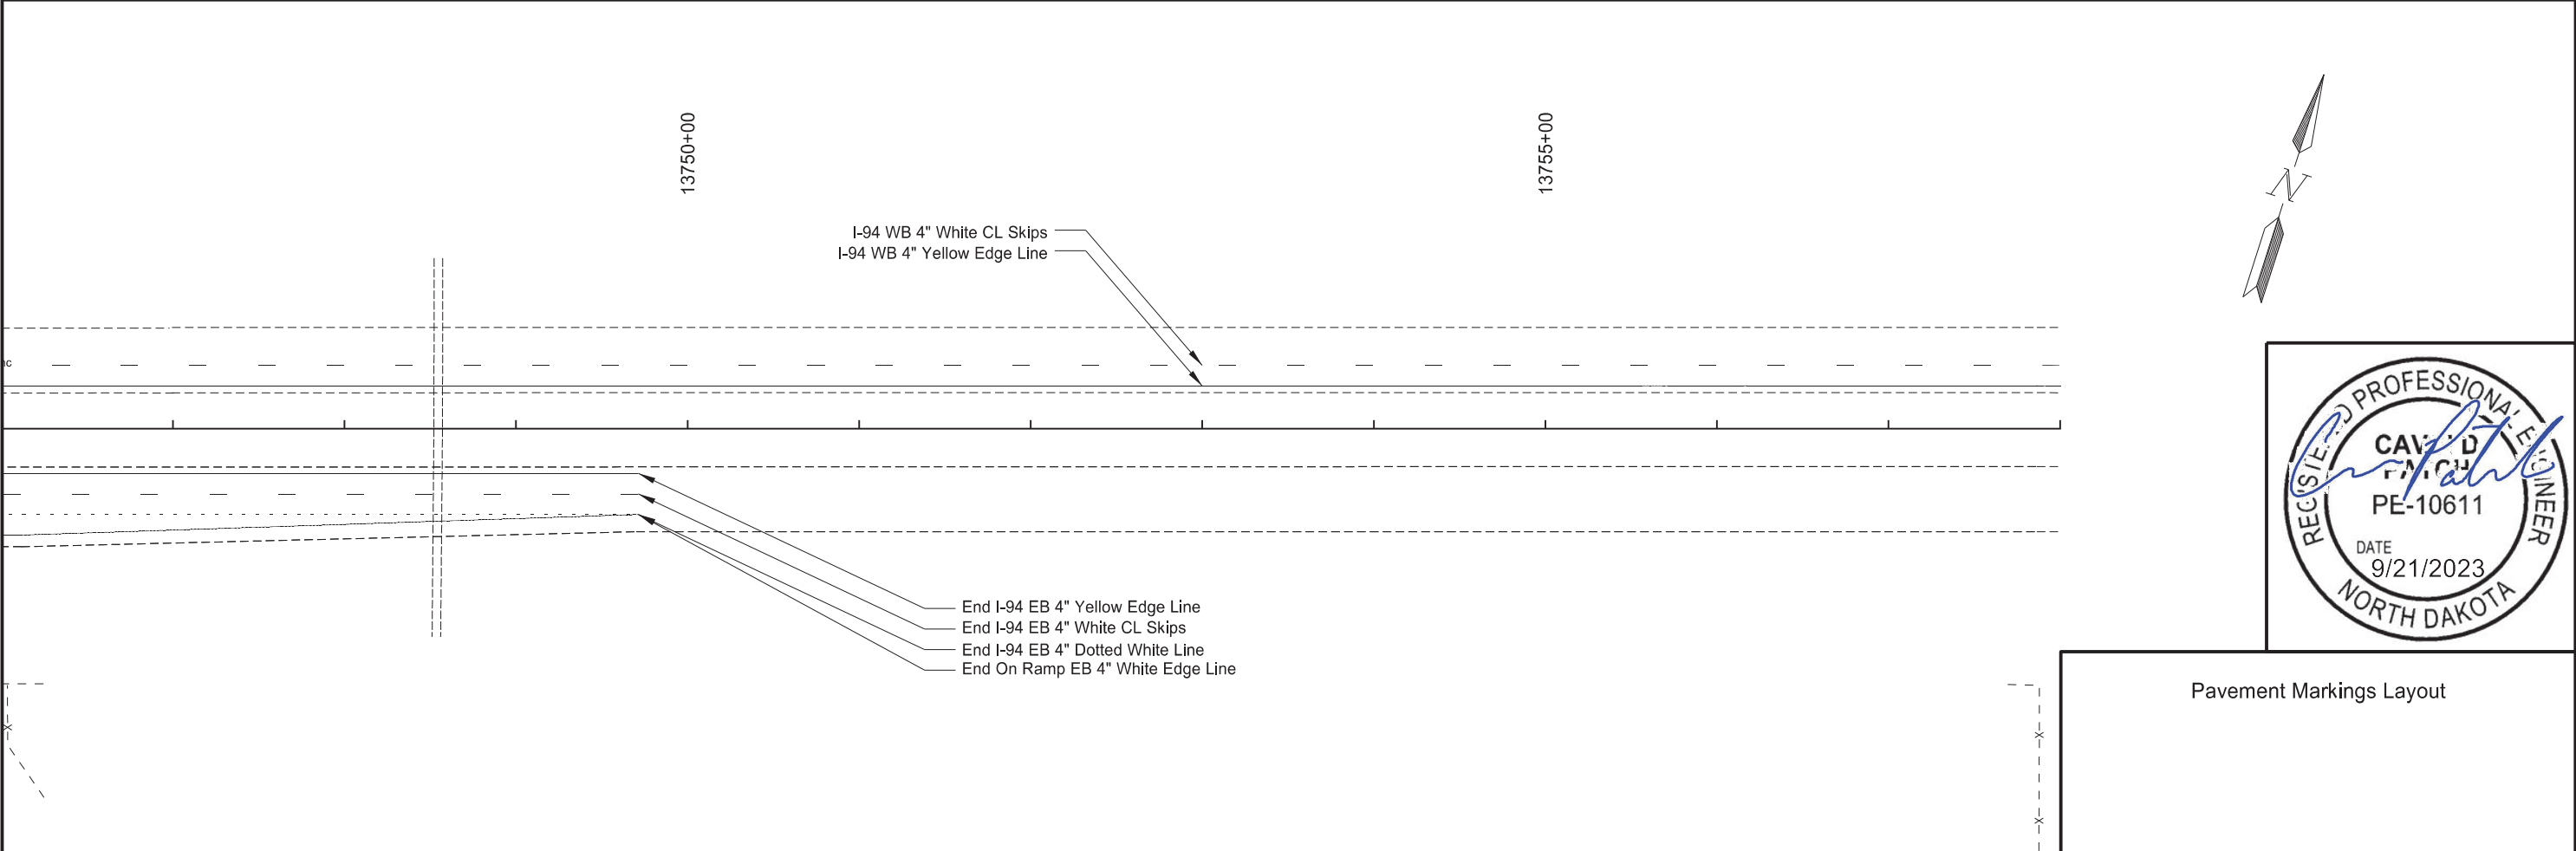 13750+00
13755+00
I-94 WB 4" White CL Skips
I-94 WB 4" Yellow Edge Line
N
End I-94 EB 4" Yellow Edge Line
End I-94 EB 4" White CL Skips
End I-94 EB 4" Dotted White Line
End On Ramp EB 4" White Edge Line
REGISTERED PROFESSIONAL ENGINEER
PE-10611
DATE
9/21/2023
NORTH DAKOTA
Pavement Markings Layout